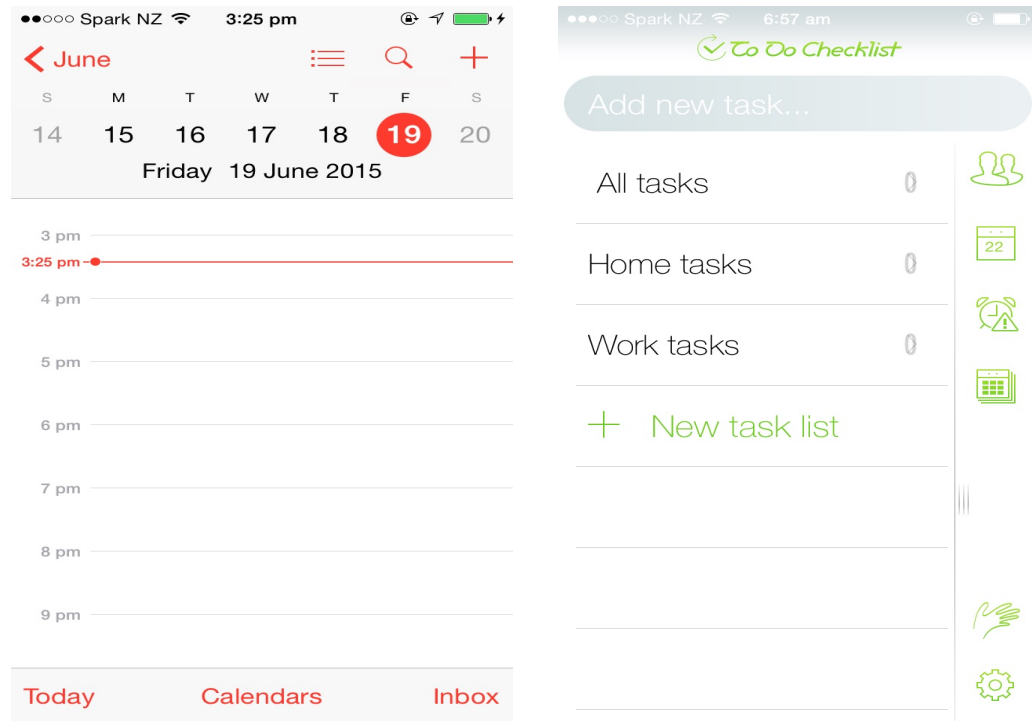 Spark NZ 3:25 pm
June
S M T W T F S
14 15 16 17 18 19 20
Friday 19 June 2015
3 pm
3:25 pm
4 pm
5 pm
6 pm
7 pm
8 pm
9 pm
Today Calendars Inbox
Spark NZ 6:57 am
To Do Checklist
Add new task...
All tasks 0
22
Home tasks 0
Work tasks 0
+ New task list